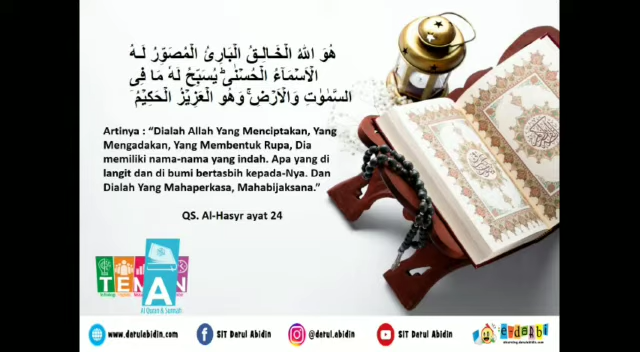 هُوَ اللّٰهُ الْخَالِقُ الْبَارِئُ الْمُصَوِّرُ لَهُ
الْاَسْمَاۤءُ الْحُسْنٰىۗ يُسَبِّحُ لَهٗ مَا فِى
السَّمٰوٰتِ وَالْاَرْضِۚ وَهُوَ الْعَزِيْزُ الْحَكِيْمُ
Artinya : “Dialah Allah Yang Menciptakan, Yang
Mengadakan, Yang Membentuk Rupa, Dia
memiliki nama-nama yang indah. Apa yang di
langit dan di bumi bertasbih kepada-Nya. Dan
Dialah Yang Mahaperkasa, Mahabijaksana.”
QS. Al-Hasyr ayat 24
TEMAN
Al Quran & Sunnah
www.darulabidin.com
SIT Darul Abidin
@darul.abidin
SIT Darul Abidin